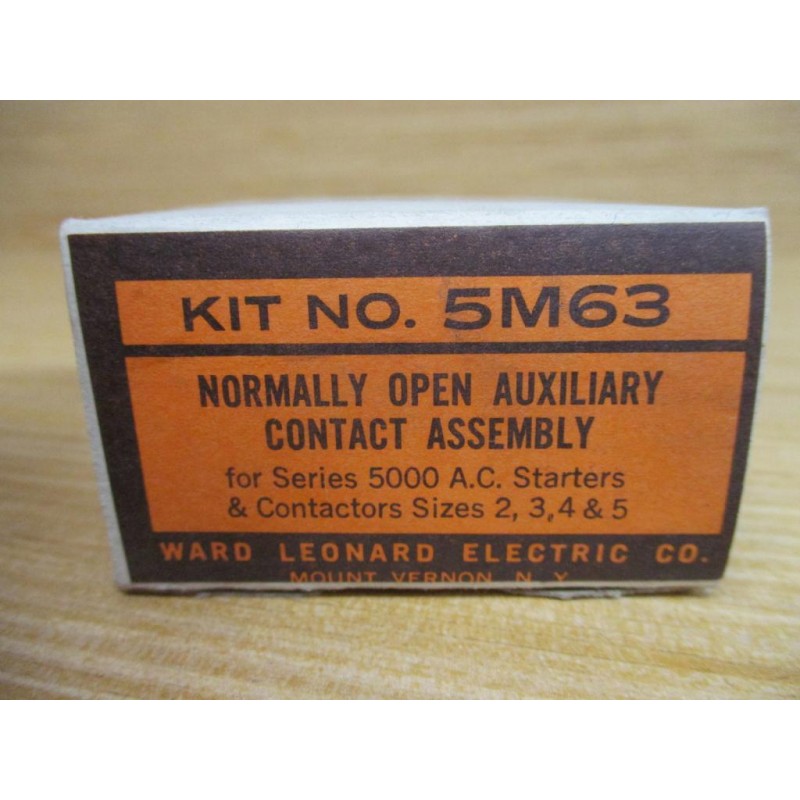 KIT NO. 5M63
NORMALLY OPEN AUXILIARY
CONTACT ASSEMBLY
for Series 5000 A.C. Starters
& Contactors Sizes 2, 3, 4 & 5
WARD LEONARD ELECTRIC CO.
MOUNT VERNON, N. Y.